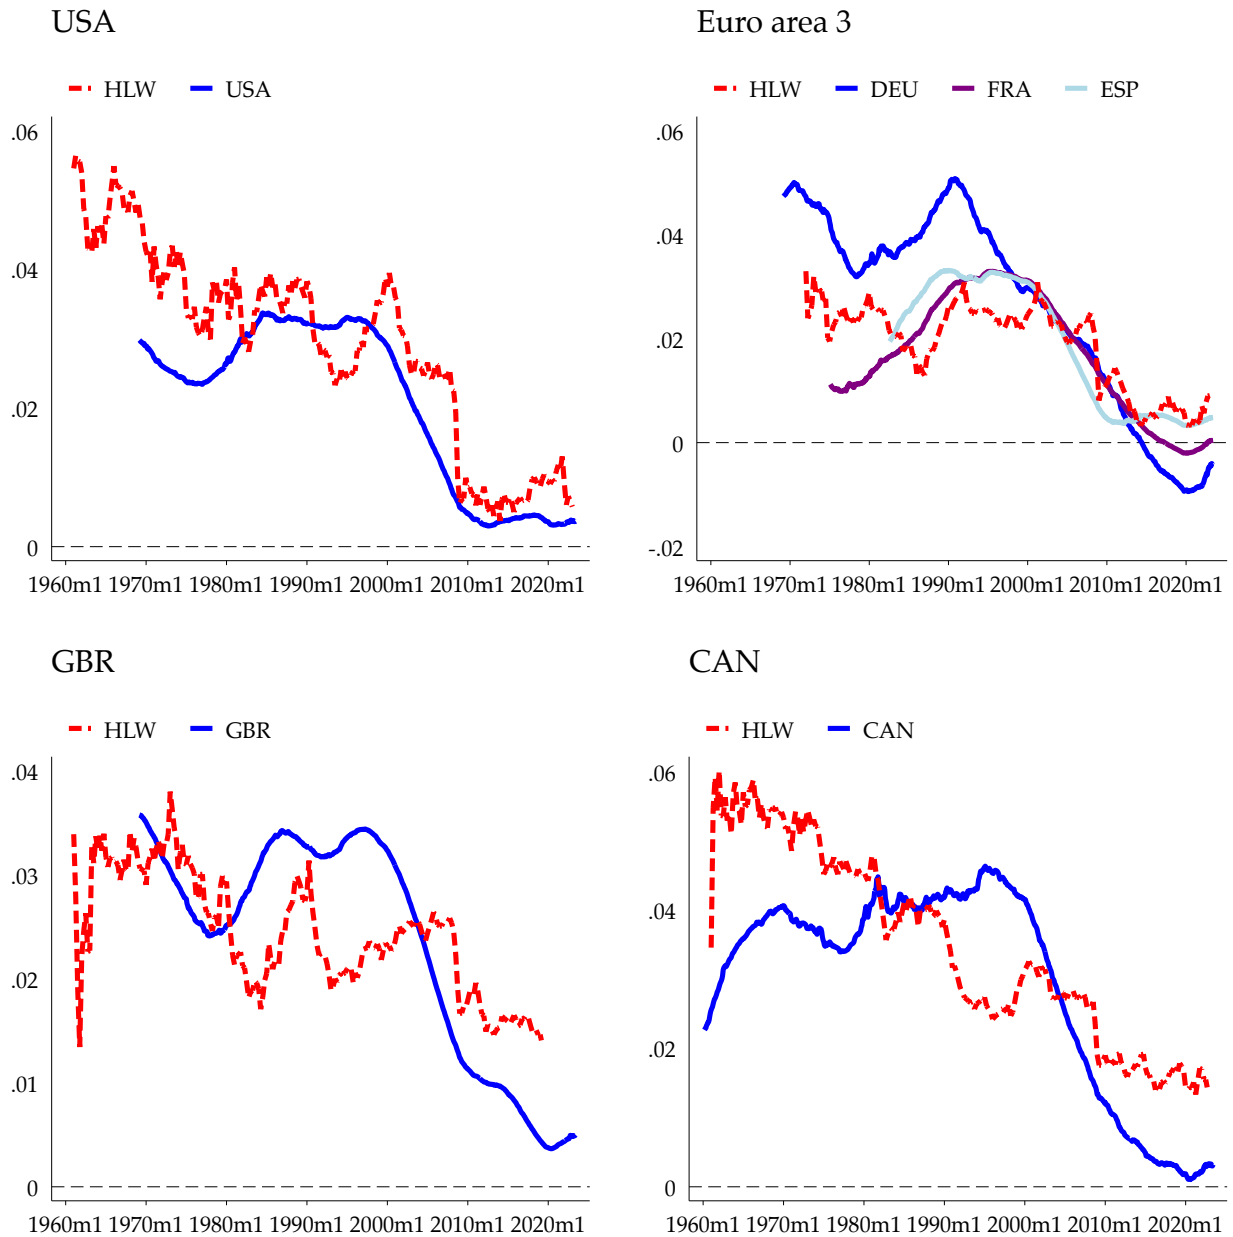 USA
HLW USA
.06
.04
.02
0
1960m1 1970m1 1980m1 1990m1 2000m1 2010m1 2020m1
Euro area 3
HLW DEU FRA ESP
.06
.04
.02
0
-.02
1960m1 1970m1 1980m1 1990m1 2000m1 2010m1 2020m1
GBR
HLW GBR
.04
.03
.02
.01
0
1960m1 1970m1 1980m1 1990m1 2000m1 2010m1 2020m1
CAN
HLW CAN
.06
.04
.02
0
1960m1 1970m1 1980m1 1990m1 2000m1 2010m1 2020m1